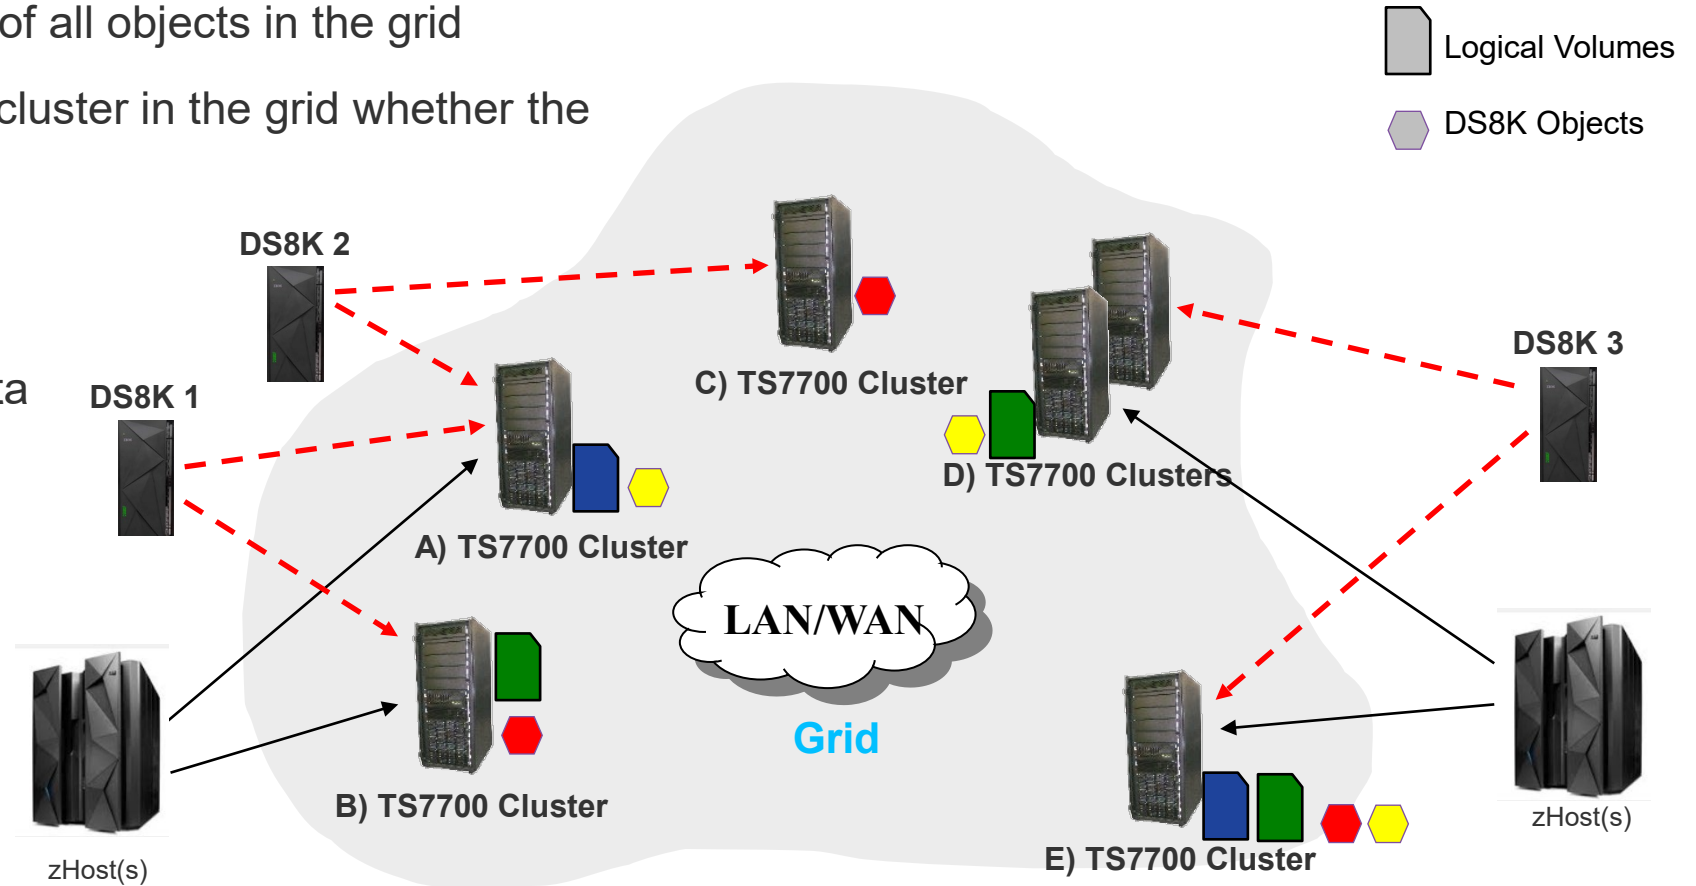 of all objects in the grid
Logical Volumes
cluster in the grid whether the
DS8K Objects
DS8K 2
DS8K 3
C) TS7700 Cluster
ta
DS8K 1
D) TS7700 Clusters
A) TS7700 Cluster
LAN/WAN
Grid
B) TS7700 Cluster
zHost(s)
E) TS7700 Cluster
zHost(s)